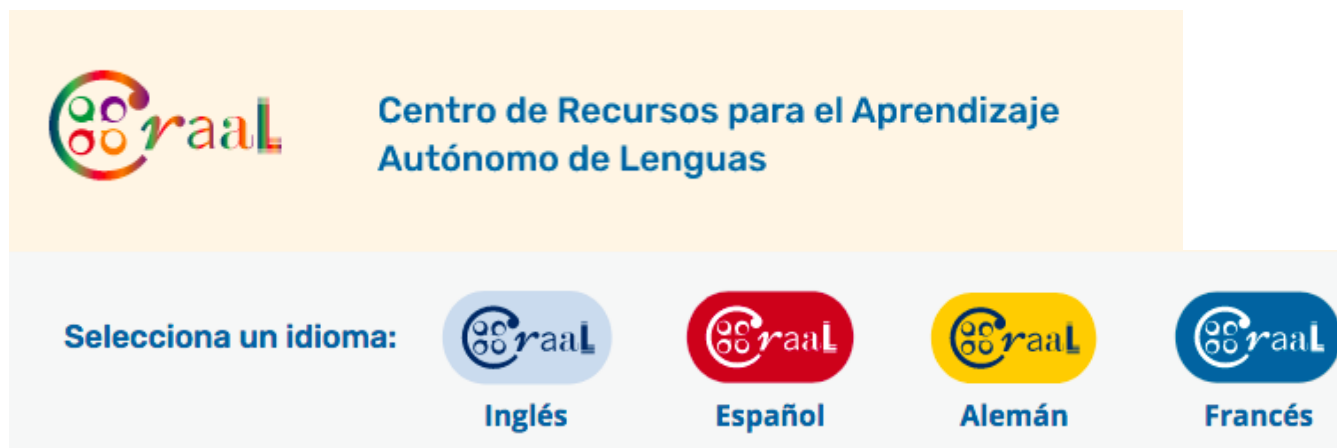 CraaL
Centro de Recursos para el Aprendizaje
Autónomo de Lenguas
Selecciona un idioma:
CraaL
CraaL
CraaL
CraaL
Inglés
Español
Alemán
Francés